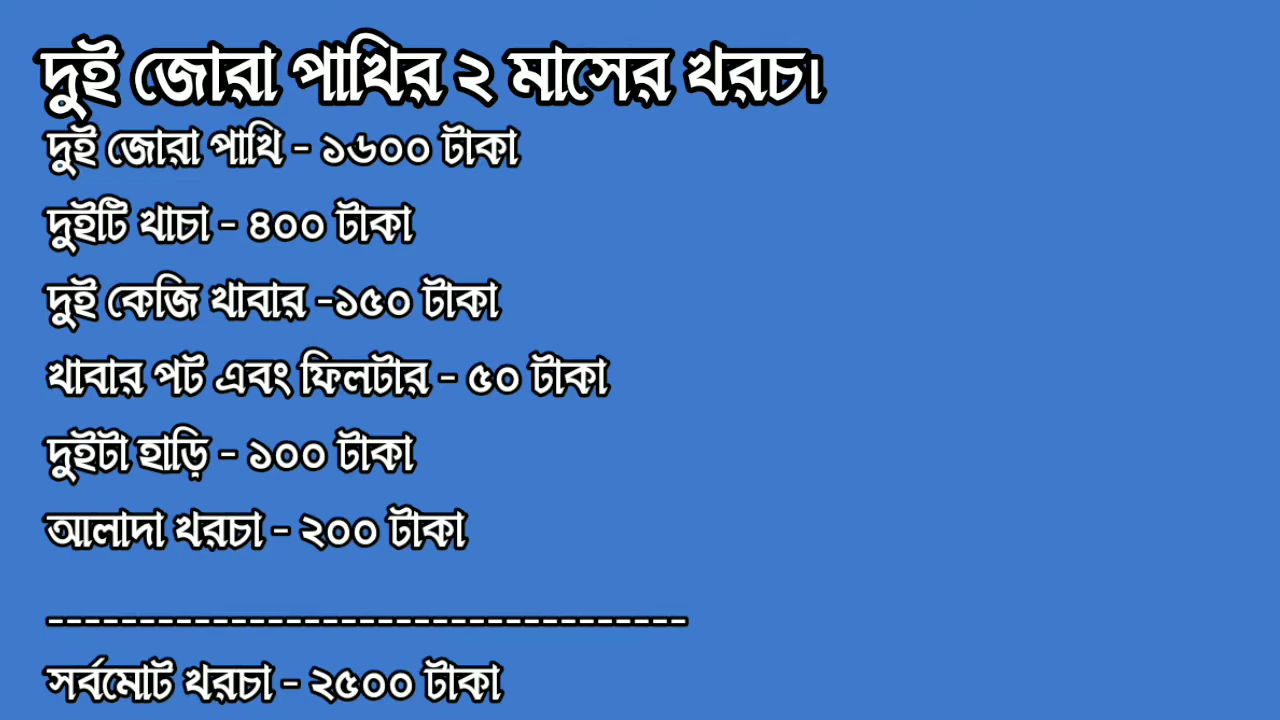 দুই জোরা পাখির ২ মাসের খরচ।
দুই জোরা পাখি - ১৬০০ টাকা
দুইটি খাচা - ৪০০ টাকা
দুই কেজি খাবার -১৫০ টাকা
খাবার পট এবং ফিলটার - ৫০ টাকা
দুইটা হাড়ি - ১০০ টাকা
আলাদা খরচা - ২০০ টাকা
-----------------------------------
সর্বমোট খরচা - ২৫০০ টাকা